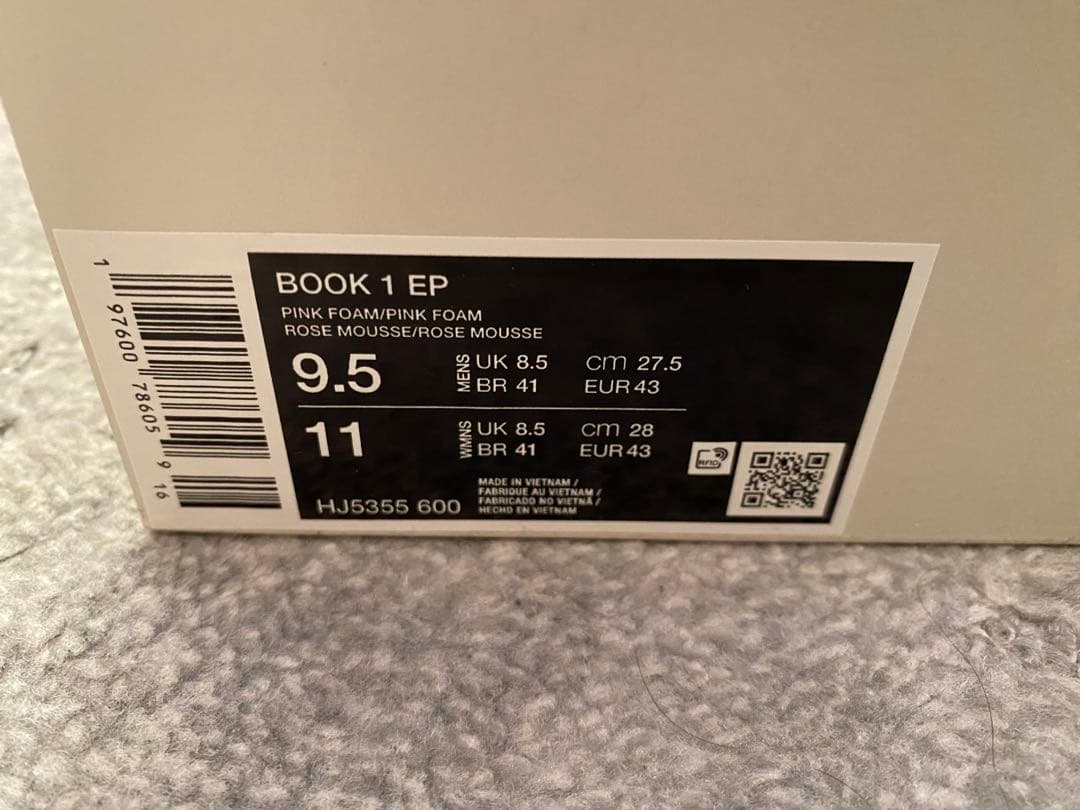 BOOK 1 EP
PINK FOAM/PINK FOAM
ROSE MOUSSE/ROSE MOUSSE
9.5 MENS UK 8.5 cm 27.5
BR 41 EUR 43
11 WMNS UK 8.5 cm 28
BR 41 EUR 43
RFID
MADE IN VIETNAM /
FABRIQUE AU VIETNAM /
FABRICADO NO VIETNÃ /
HECHO EN VIETNAM
HJ5355 600
1 97600 78605 9 16